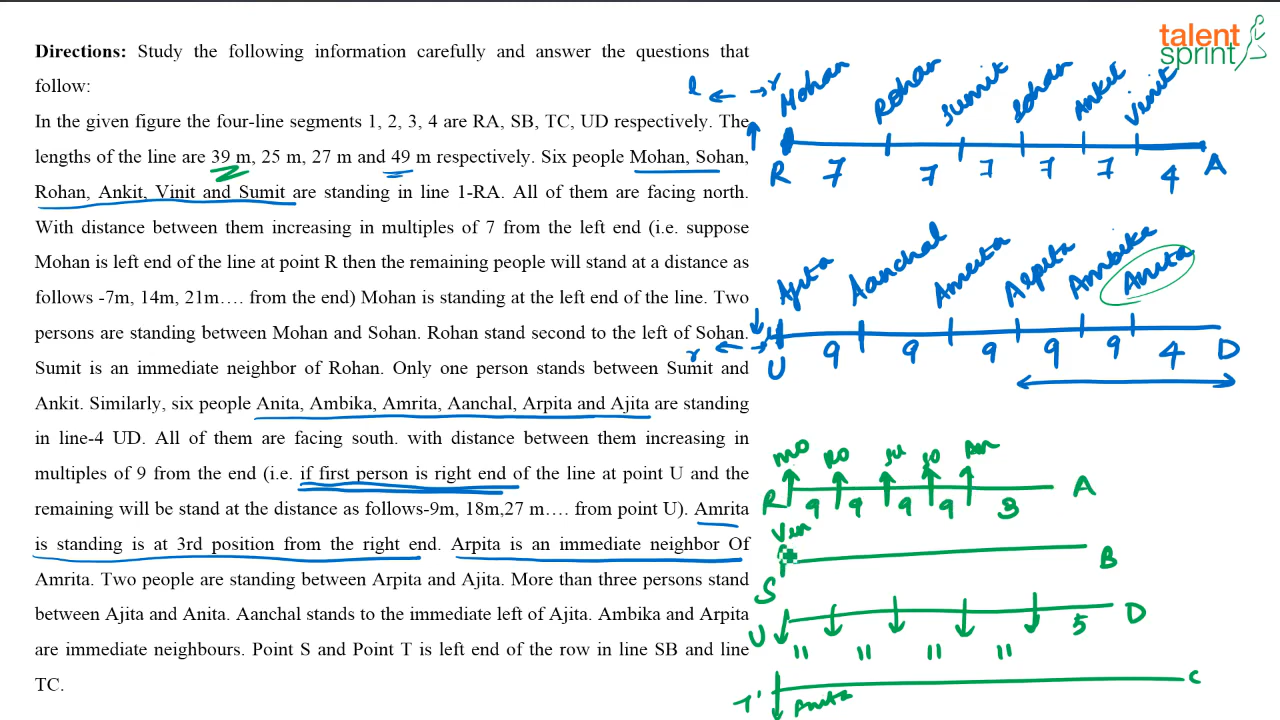 talent
sprint
Directions: Study the following information carefully and answer the questions that
follow:
In the given figure the four-line segments 1, 2, 3, 4 are RA, SB, TC, UD respectively. The
lengths of the line are 39 m, 25 m, 27 m and 49 m respectively. Six people Mohan, Sohan,
Rohan, Ankit, Vinit and Sumit are standing in line 1-RA. All of them are facing north.
With distance between them increasing in multiples of 7 from the left end (i.e. suppose
Mohan is left end of the line at point R then the remaining people will stand at a distance as
follows -7m, 14m, 21m…. from the end) Mohan is standing at the left end of the line. Two
persons are standing between Mohan and Sohan. Rohan stand second to the left of Sohan.
Sumit is an immediate neighbor of Rohan. Only one person stands between Sumit and
Ankit. Similarly, six people Anita, Ambika, Amrita, Aanchal, Arpita and Ajita are standing
in line-4 UD. All of them are facing south. with distance between them increasing in
multiples of 9 from the end (i.e. if first person is right end of the line at point U and the
remaining will be stand at the distance as follows-9m, 18m,27 m…. from point U). Amrita
is standing is at 3rd position from the right end. Arpita is an immediate neighbor Of
Amrita. Two people are standing between Arpita and Ajita. More than three persons stand
between Ajita and Anita. Aanchal stands to the immediate left of Ajita. Ambika and Arpita
are immediate neighbours. Point S and Point T is left end of the row in line SB and line
TC.
l r
Mohan Rohan Sumit Sohan Ankit Vinit
R 7 7 7 7 7 4 A
Ajita Aanchal Amrita Arpita Ambika Anita
r
U 9 9 9 9 9 4 D
Mo Ro Su So An
R 9 9 9 9 3 A
Vin
S B
U 11 11 11 11 5 D
T Anita C